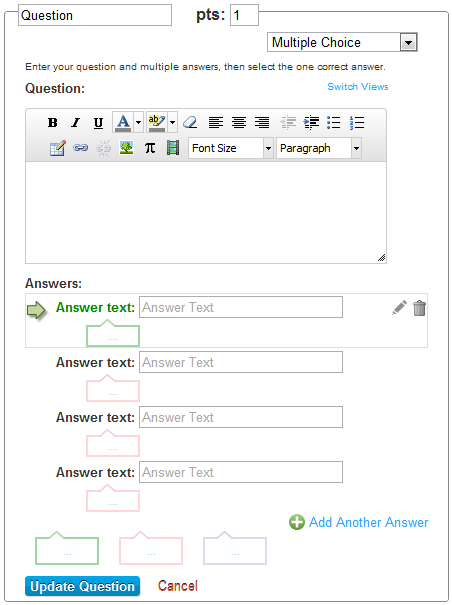 Question pts: 1
Multiple Choice
Enter your question and multiple answers, then select the one correct answer.
Question: Switch Views
B I U A ab
π Font Size Paragraph
Answers:
Answer text: Answer Text
...
Answer text: Answer Text
...
Answer text: Answer Text
...
Answer text: Answer Text
...
Add Another Answer
... ... ...
Update Question Cancel